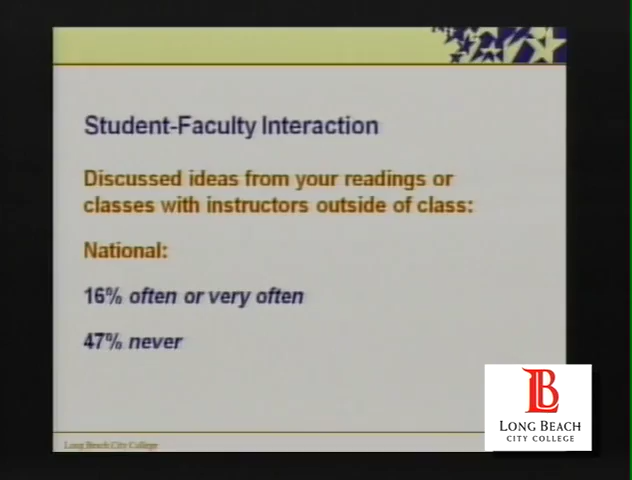 Student-Faculty Interaction
Discussed ideas from your readings or
classes with instructors outside of class:
National:
16% often or very often
47% never
Long Beach City College
LB
LONG BEACH
CITY COLLEGE